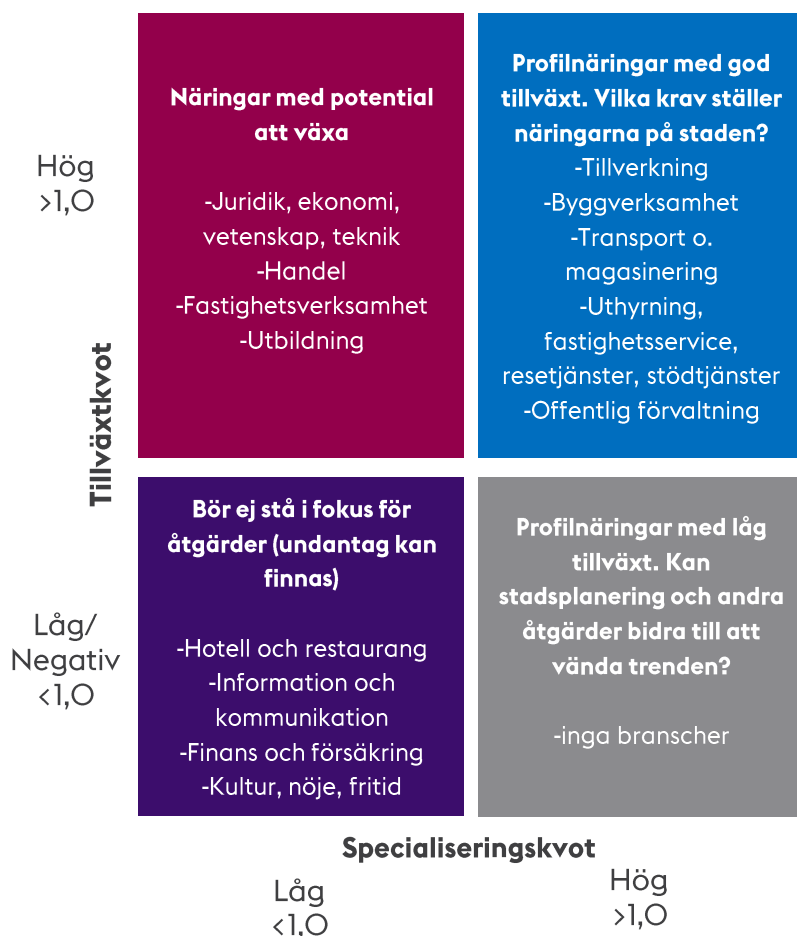 Näringar med potential
att växa
-Juridik, ekonomi,
vetenskap, teknik
-Handel
-Fastighetsverksamhet
-Utbildning
Profilnäringar med god
tillväxt. Vilka krav ställer
näringarna på staden?
-Tillverkning
-Byggverksamhet
-Transport o.
magasinering
-Uthyrning,
fastighetsservice,
resetjänster, stödtjänster
-Offentlig förvaltning
Hög
>1,0
Tillväxtkvot
Låg/
Negativ
<1,0
Bör ej stå i fokus för
åtgärder (undantag kan
finnas)
-Hotell och restaurang
-Information och
kommunikation
-Finans och försäkring
-Kultur, nöje, fritid
Profilnäringar med låg
tillväxt. Kan
stadsplanering och andra
åtgärder bidra till att
vända trenden?
-inga branscher
Specialiseringskvot
Låg
<1,0
Hög
>1,0